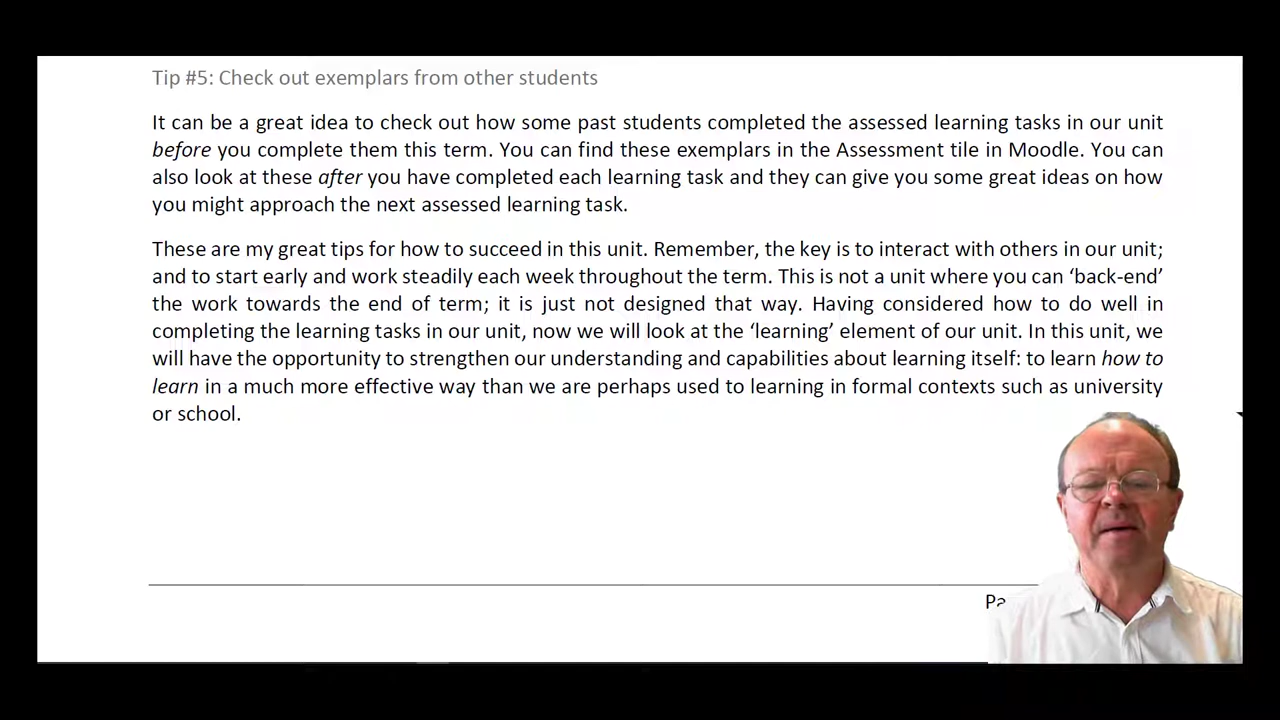 Tip #5: Check out exemplars from other students
It can be a great idea to check out how some past students completed the assessed learning tasks in our unit
before you complete them this term. You can find these exemplars in the Assessment tile in Moodle. You can
also look at these after you have completed each learning task and they can give you some great ideas on how
you might approach the next assessed learning task.
These are my great tips for how to succeed in this unit. Remember, the key is to interact with others in our unit;
and to start early and work steadily each week throughout the term. This is not a unit where you can ‘back-end’
the work towards the end of term; it is just not designed that way. Having considered how to do well in
completing the learning tasks in our unit, now we will look at the ‘learning’ element of our unit. In this unit, we
will have the opportunity to strengthen our understanding and capabilities about learning itself: to learn how to
learn in a much more effective way than we are perhaps used to learning in formal contexts such as university
or school.